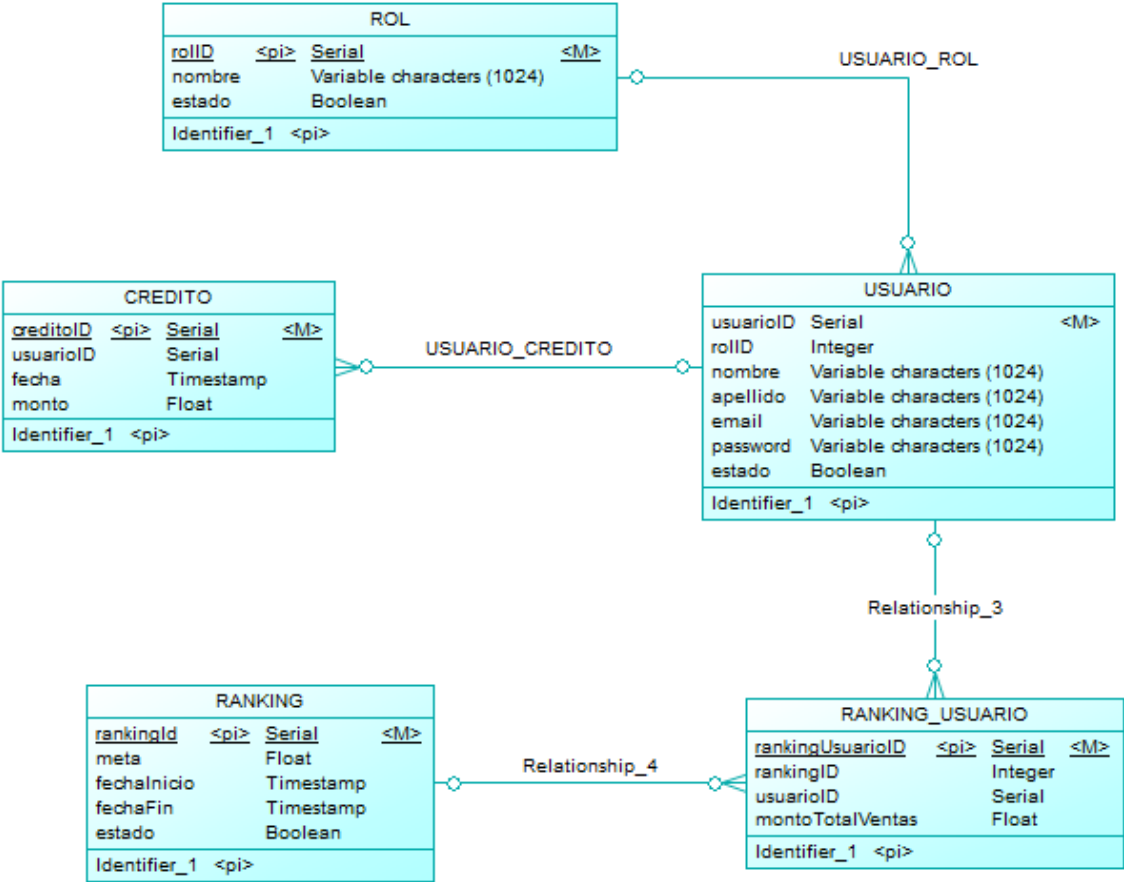 ROL
rolID <pi> Serial <M>
nombre Variable characters (1024)
estado Boolean
Identifier_1 <pi>
USUARIO_ROL
CREDITO
creditoID <pi> Serial <M>
usuarioID Serial
fecha Timestamp
monto Float
Identifier_1 <pi>
USUARIO_CREDITO
USUARIO
usuarioID Serial <M>
rolID Integer
nombre Variable characters (1024)
apellido Variable characters (1024)
email Variable characters (1024)
password Variable characters (1024)
estado Boolean
Identifier_1 <pi>
Relationship_3
RANKING
rankingId <pi> Serial <M>
meta Float
fechaInicio Timestamp
fechaFin Timestamp
estado Boolean
Identifier_1 <pi>
Relationship_4
RANKING_USUARIO
rankingUsuarioID <pi> Serial <M>
rankingID Integer
usuarioID Serial
montoTotalVentas Float
Identifier_1 <pi>